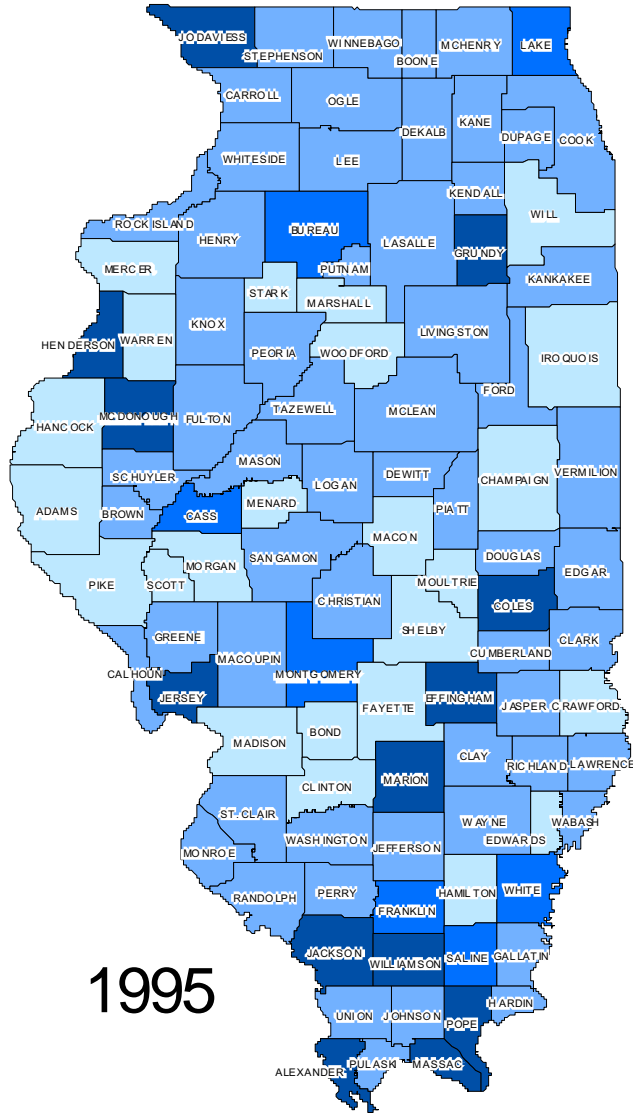 JO DAVIESS
STEPHENSON
WINNEBAGO
BOONE
MCHENRY
LAKE
CARROLL
OGLE
DEKALB
KANE
DUPAGE
COOK
WHITESIDE
LEE
KENDALL
WILL
ROCK ISLAND
HENRY
BUREAU
LASALLE
GRUNDY
MERCER
PUTNAM
KANKAKEE
STARK
MARSHALL
HENDERSON
WARREN
KNOX
PEORIA
WOODFORD
LIVINGSTON
IROQUOIS
FORD
HANCOCK
MCDONOUGH
FULTON
TAZEWELL
MCLEAN
SCHUYLER
MASON
LOGAN
DEWITT
CHAMPAIGN
VERMILION
ADAMS
BROWN
CASS
MENARD
PIATT
MACON
PIKE
SCOTT
MORGAN
SANGAMON
DOUGLAS
EDGAR
MOULTRIE
CHRISTIAN
COLES
GREENE
SHELBY
CUMBERLAND
CLARK
CALHOUN
MACOUPIN
MONTGOMERY
JERSEY
FAYETTE
EFFINGHAM
JASPER
CRAWFORD
MADISON
BOND
CLAY
RICHLAND
LAWRENCE
MARION
CLINTON
ST. CLAIR
WAYNE
EDWARDS
WABASH
MONROE
WASHINGTON
JEFFERSON
RANDOLPH
PERRY
HAMILTON
WHITE
FRANKLIN
JACKSON
WILLIAMSON
SALINE
GALLATIN
1995
UNION
JOHNSON
POPE
HARDIN
ALEXANDER
PULASKI
MASSAC